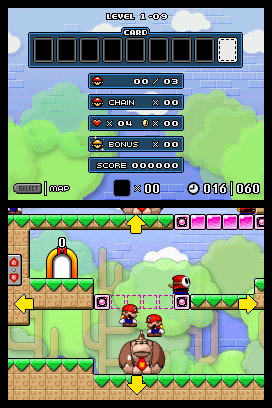 LEVEL 1-09
CARD
00 / 03
CHAIN × 00
× 04 × 00
BONUS × 00
SCORE 000000
SELECT MAP × 00 016 060
0